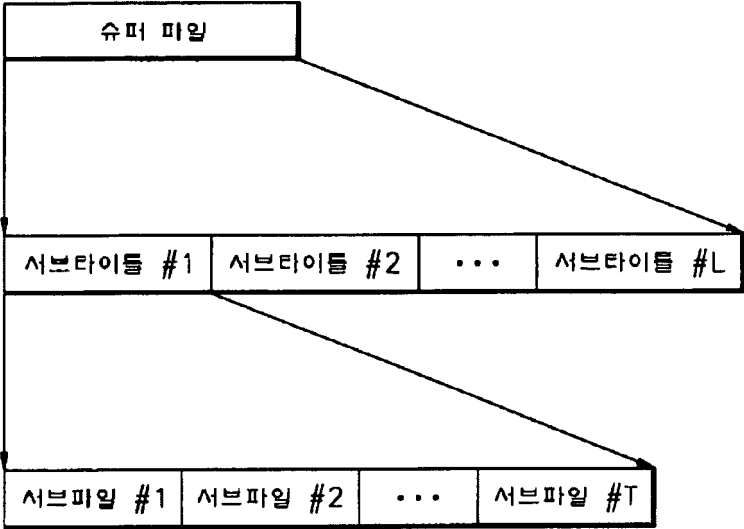 슈퍼 파일
서브타이틀 #1 서브타이틀 #2 ... 서브타이틀 #L
서브파일 #1 서브파일 #2 ... 서브파일 #T